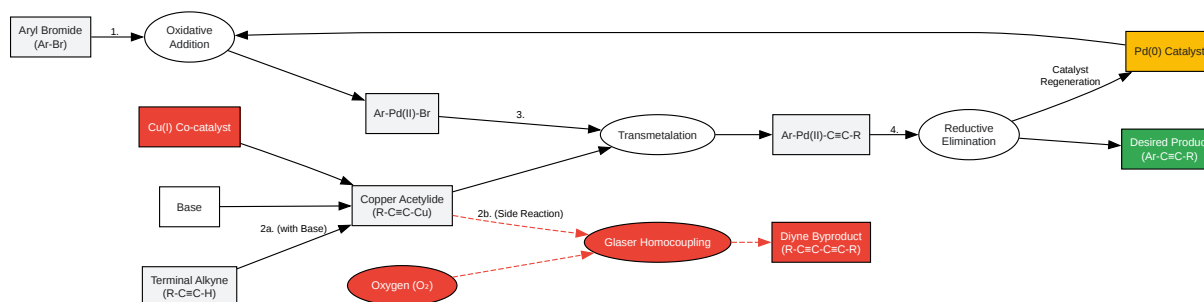 Aryl Bromide
(Ar-Br)
1.
Oxidative
Addition
Pd(0) Catalyst
Catalyst
Regeneration
Cu(I) Co-catalyst
Ar-Pd(II)-Br
3.
Transmetalation
Ar-Pd(II)-C≡C-R
4.
Reductive
Elimination
Desired Produc
(Ar-C≡C-R)
Base
Copper Acetylide
(R-C≡C-Cu)
2a. (with Base)
2b. (Side Reaction)
Glaser Homocoupling
Diyne Byproduct
(R-C≡C-C≡C-R)
Terminal Alkyne
(R-C≡C-H)
Oxygen (O₂)